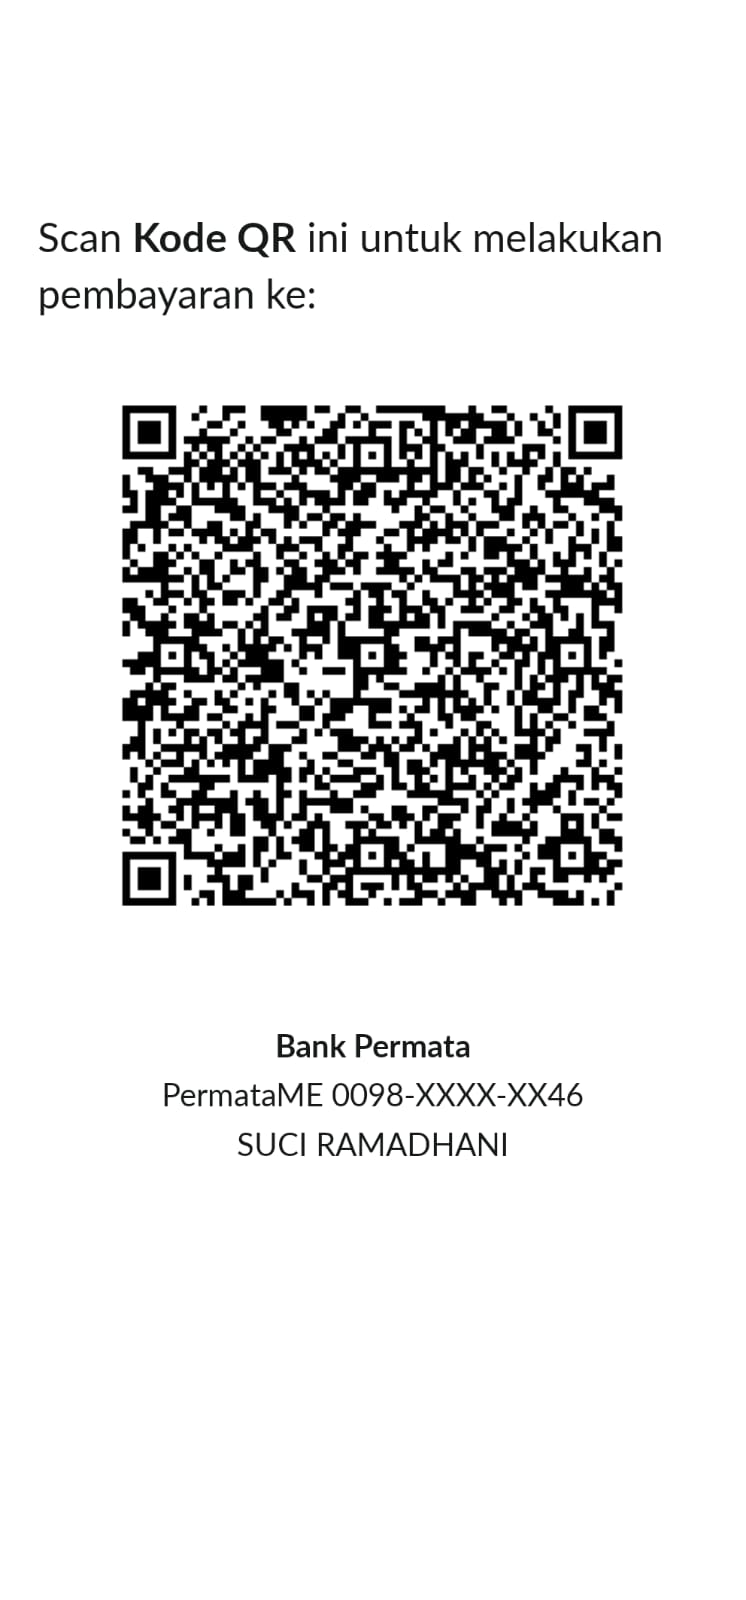 Scan Kode QR ini untuk melakukan
pembayaran ke:
Bank Permata
PermataME 0098-XXXX-XX46
SUCI RAMADHANI